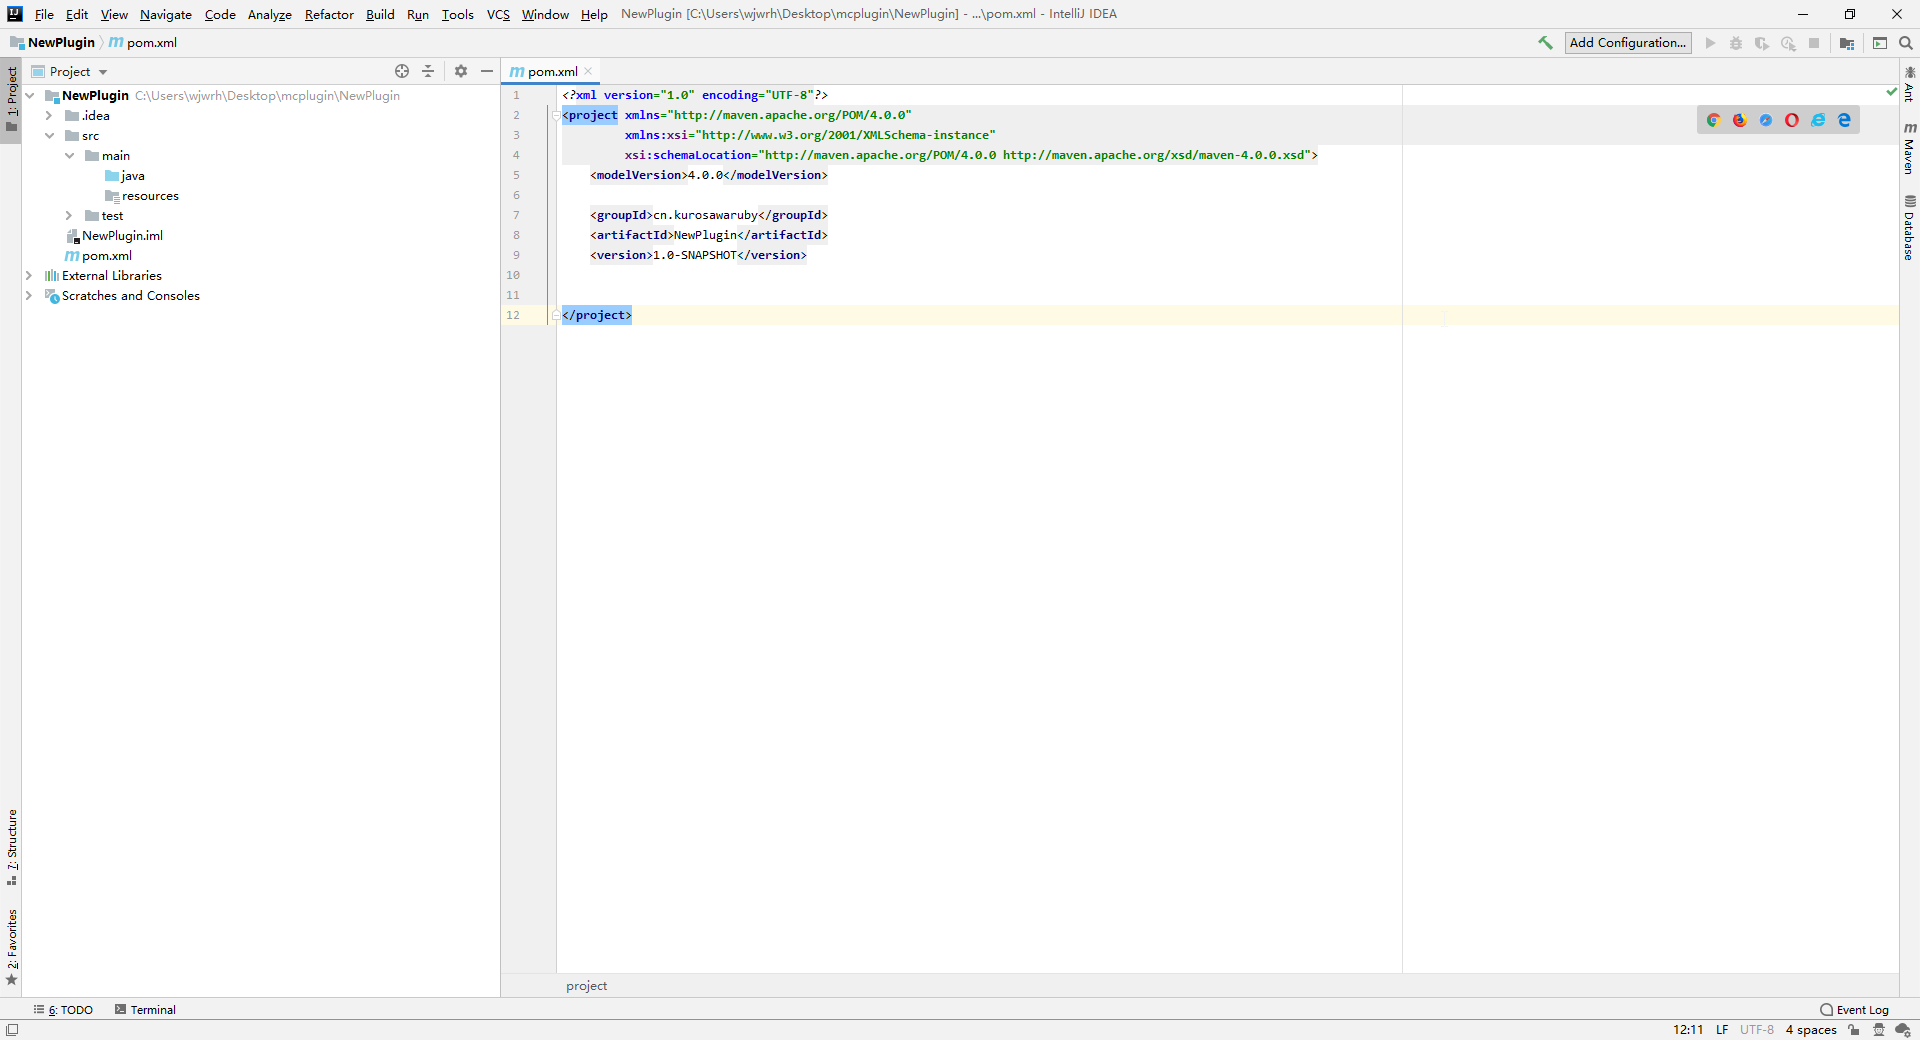 File Edit View Navigate Code Analyze Refactor Build Run Tools VCS Window Help NewPlugin [C:\Users\wjwrh\Desktop\mcplugin\NewPlugin] - ...\pom.xml - IntelliJ IDEA
NewPlugin pom.xml Add Configuration...
1: Project
Project
NewPlugin C:\Users\wjwrh\Desktop\mcplugin\NewPlugin
.idea
src
main
java
resources
test
NewPlugin.iml
pom.xml
External Libraries
Scratches and Consoles
pom.xml
1 <?xml version="1.0" encoding="UTF-8"?>
2 <project xmlns="http://maven.apache.org/POM/4.0.0"
3 xmlns:xsi="http://www.w3.org/2001/XMLSchema-instance"
4 xsi:schemaLocation="http://maven.apache.org/POM/4.0.0 http://maven.apache.org/xsd/maven-4.0.0.xsd">
5 <modelVersion>4.0.0</modelVersion>
6
7 <groupId>cn.kurosawaruby</groupId>
8 <artifactId>NewPlugin</artifactId>
9 <version>1.0-SNAPSHOT</version>
10
11
12 </project>
Ant
Maven
Database
7: Structure
2: Favorites
project
6: TODO Terminal Event Log
12:11 LF UTF-8 4 spaces